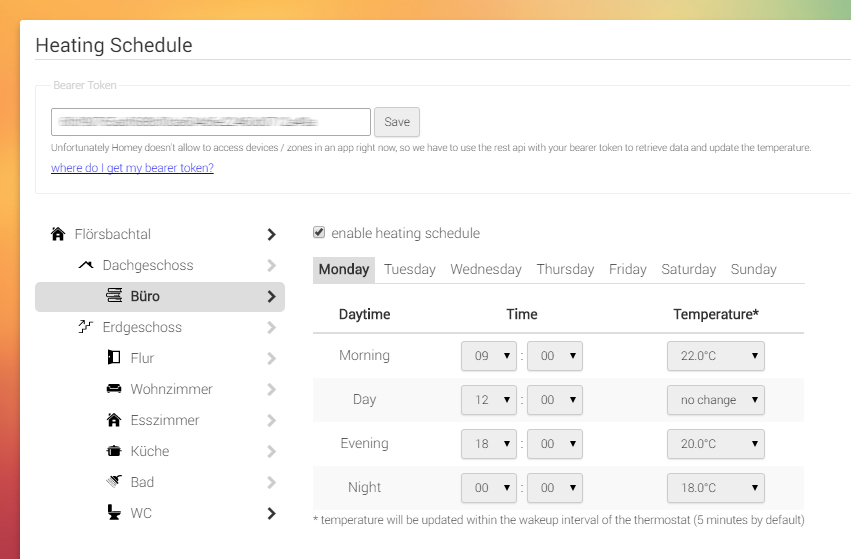 Heating Schedule
Bearer Token
Save
Unfortunately Homey doesn't allow to access devices / zones in an app right now, so we have to use the rest api with your bearer token to retrieve data and update the temperature.
where do I get my bearer token?
Flörsbachtal
Dachgeschoss
Büro
Erdgeschoss
Flur
Wohnzimmer
Esszimmer
Küche
Bad
WC
enable heating schedule
Monday Tuesday Wednesday Thursday Friday Saturday Sunday
Daytime Time Temperature*
Morning 09 : 00 22.0°C
Day 12 : 00 no change
Evening 18 : 00 20.0°C
Night 00 : 00 18.0°C
* temperature will be updated within the wakeup interval of the thermostat (5 minutes by default)